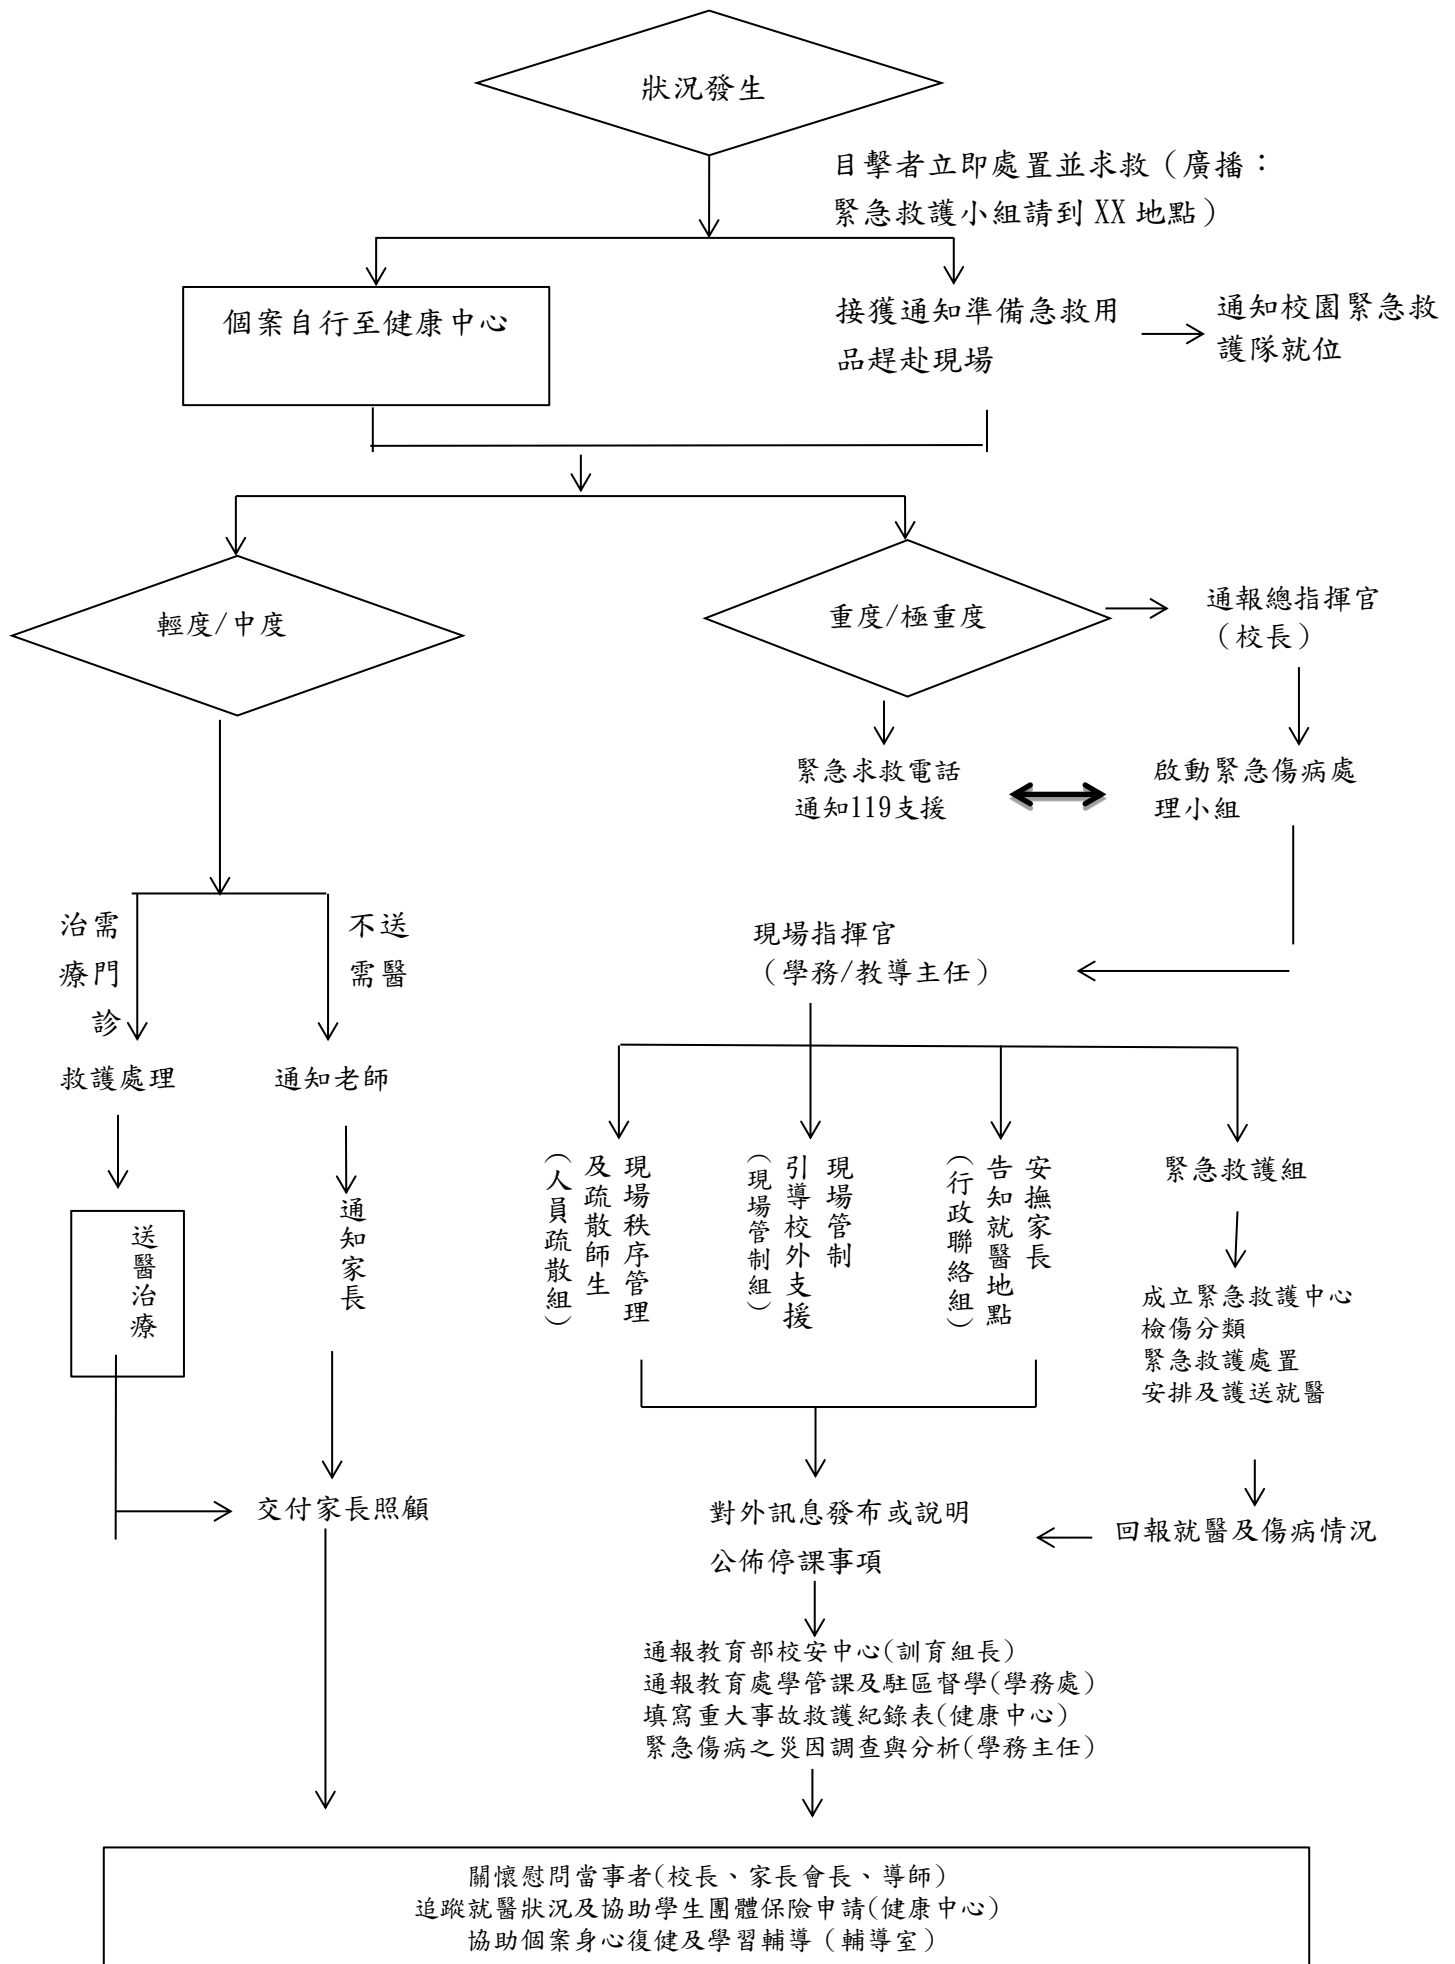 狀況發生
目擊者立即處置並求救（廣播：
緊急救護小組請到 XX 地點）
個案自行至健康中心
接獲通知準備急救用
品趕赴現場
通知校園緊急救
護隊就位
輕度/中度
重度/極重度
通報總指揮官
（校長）
緊急求救電話
通知119支援
啟動緊急傷病處
理小組
治需
療門
診
不送
需醫
現場指揮官
（學務/教導主任）
救護處理
通知老師
現場秩序管理
及疏散師生
（人員疏散組）
現場管制
引導校外支援
（現場管制組）
安撫家長
告知就醫地點
（行政聯絡組）
緊急救護組
送醫治療
通知家長
成立緊急救護中心
檢傷分類
緊急救護處置
安排及護送就醫
交付家長照顧
對外訊息發布或說明
公佈停課事項
回報就醫及傷病情況
通報教育部校安中心(訓育組長)
通報教育處學管課及駐區督學(學務處)
填寫重大事故救護紀錄表(健康中心)
緊急傷病之災因調查與分析(學務主任)
關懷慰問當事者(校長、家長會長、導師)
追蹤就醫狀況及協助學生團體保險申請(健康中心)
協助個案身心復健及學習輔導（輔導室）